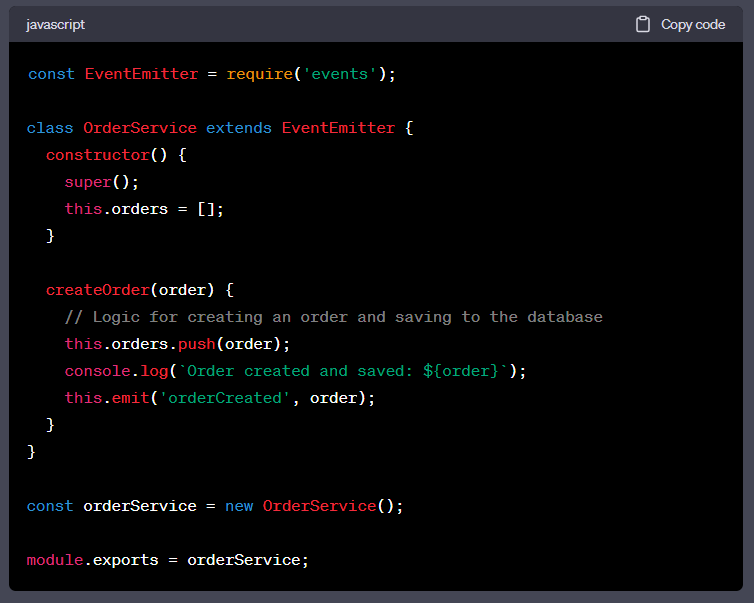 javascript
Copy code
const EventEmitter = require('events');
class OrderService extends EventEmitter {
  constructor() {
    super();
    this.orders = [];
  }
  createOrder(order) {
    // Logic for creating an order and saving to the database
    this.orders.push(order);
    console.log(`Order created and saved: ${order}`);
    this.emit('orderCreated', order);
  }
}
const orderService = new OrderService();
module.exports = orderService;